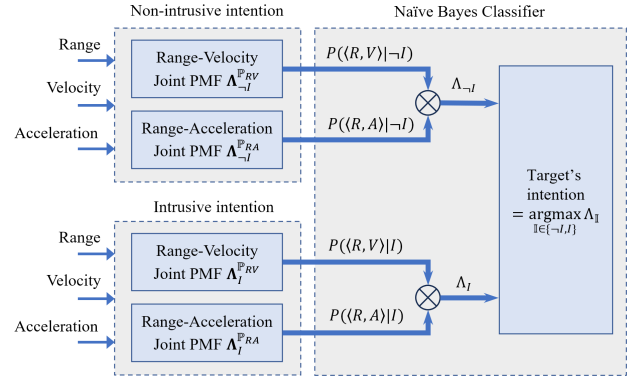 Non-intrusive intention
Naïve Bayes Classifier
Range
Velocity
Acceleration
Range-Velocity
Joint PMF Λ_{¬I}^{ℙ_{RV}}
Range-Acceleration
Joint PMF Λ_{¬I}^{ℙ_{RA}}
P(⟨R, V⟩|¬I)
P(⟨R, A⟩|¬I)
Λ_{¬I}
Target's
intention
= argmax Λ_𝕀
𝕀∈{¬I,I}
Intrusive intention
Range
Velocity
Acceleration
Range-Velocity
Joint PMF Λ_I^{ℙ_{RV}}
Range-Acceleration
Joint PMF Λ_I^{ℙ_{RA}}
P(⟨R, V⟩|I)
P(⟨R, A⟩|I)
Λ_I